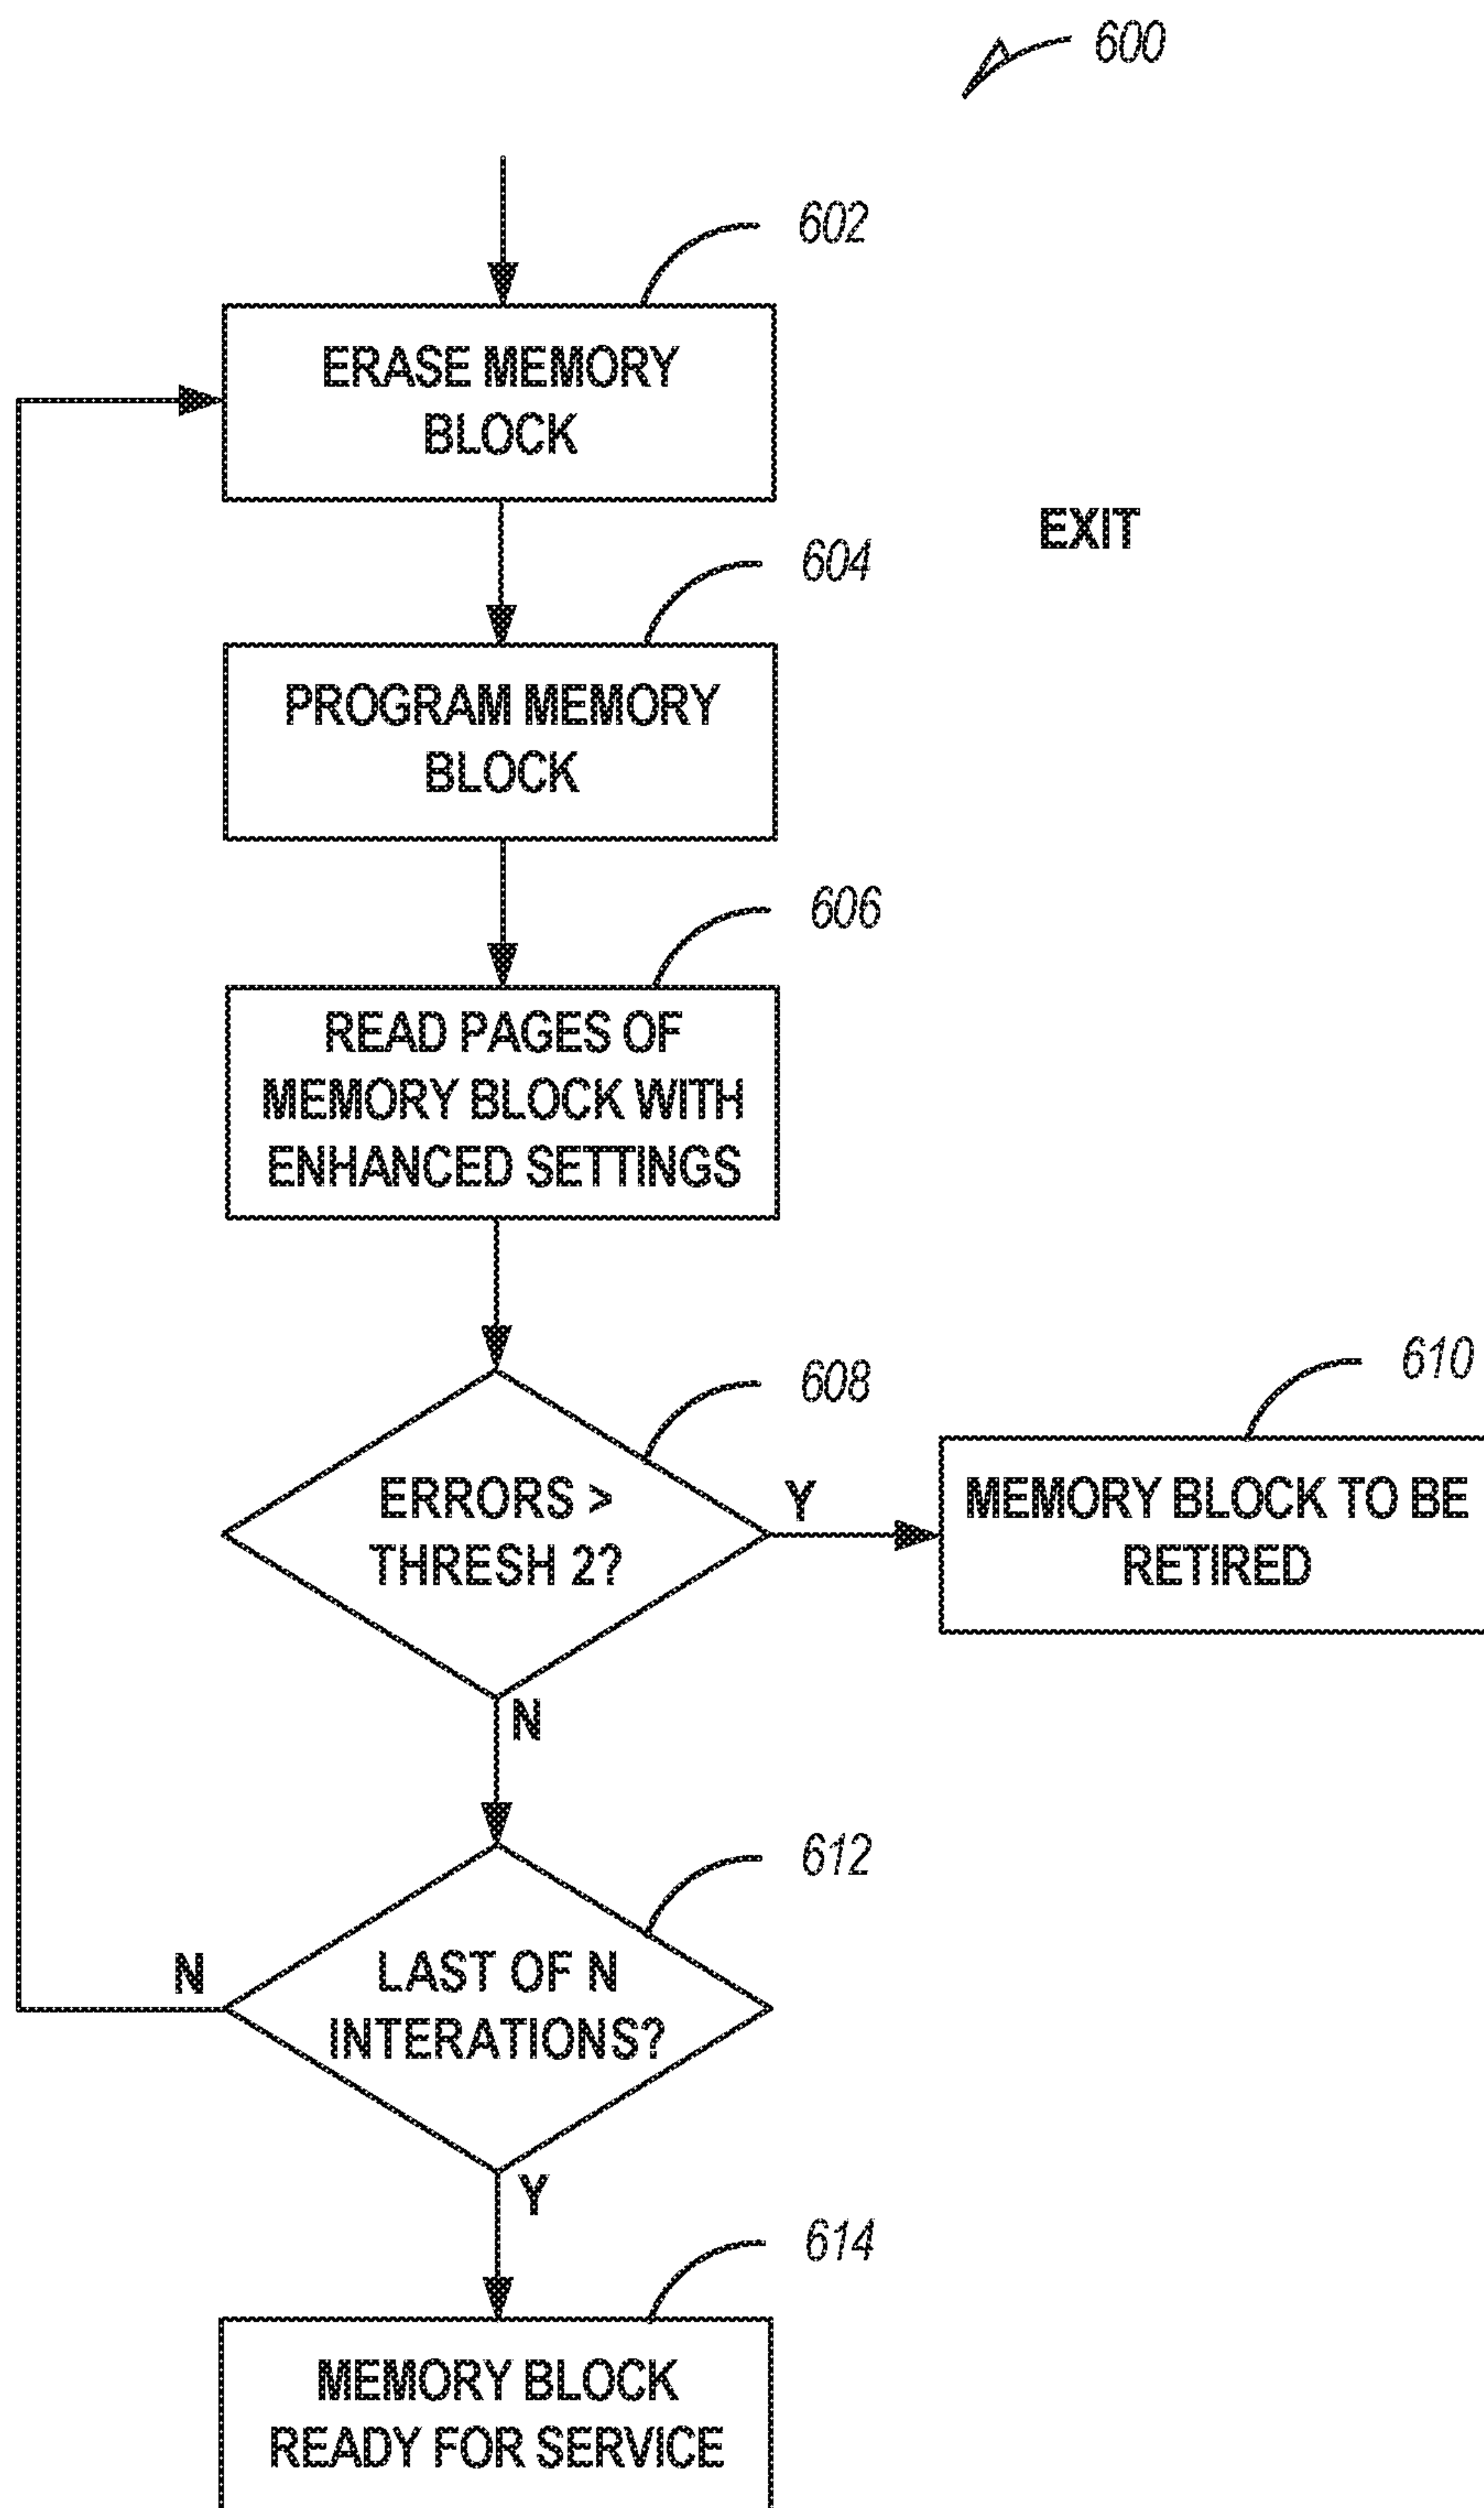 600
602
ERASE MEMORY
BLOCK
EXIT
604
PROGRAM MEMORY
BLOCK
606
READ PAGES OF
MEMORY BLOCK WITH
ENHANCED SETTINGS
608
610
ERRORS >
THRESH 2?
Y
MEMORY BLOCK TO BE
RETIRED
N
612
N
LAST OF N
INTERATIONS?
Y
614
MEMORY BLOCK
READY FOR SERVICE